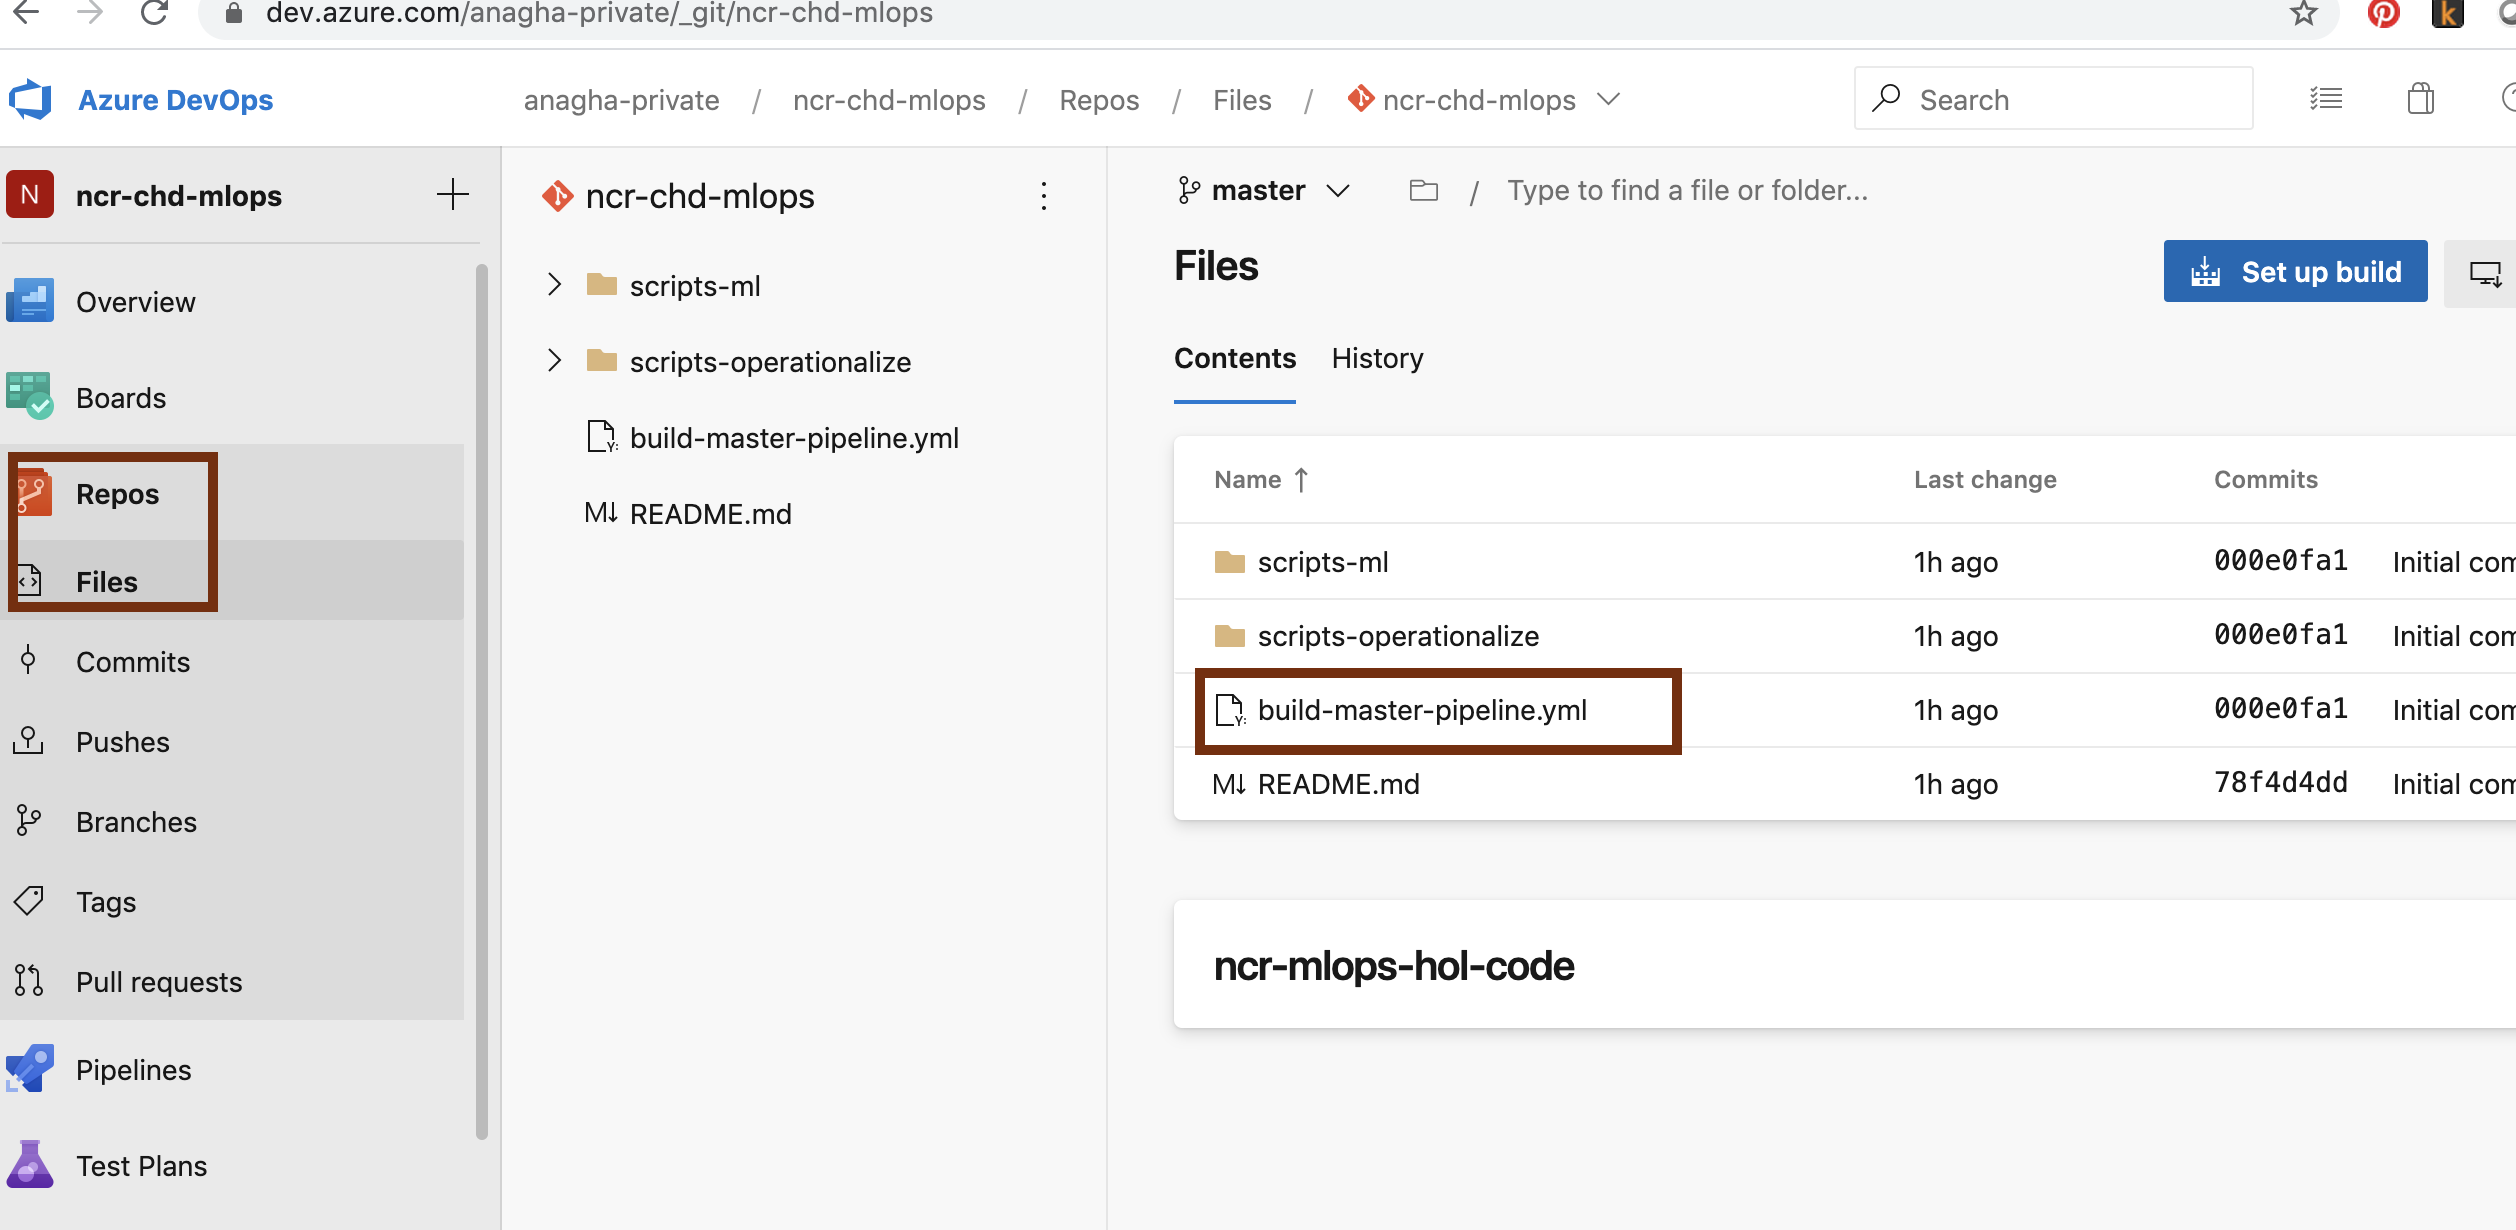 dev.azure.com/anagha-private/_git/ncr-chd-mlops
Azure DevOps
anagha-private / ncr-chd-mlops / Repos / Files / ncr-chd-mlops
Search
N ncr-chd-mlops
Overview
Boards
Repos
Files
Commits
Pushes
Branches
Tags
Pull requests
Pipelines
Test Plans
ncr-chd-mlops
scripts-ml
scripts-operationalize
build-master-pipeline.yml
README.md
master / Type to find a file or folder...
Files
Set up build
Contents History
Name Last change Commits
scripts-ml 1h ago 000e0fa1 Initial com
scripts-operationalize 1h ago 000e0fa1 Initial com
build-master-pipeline.yml 1h ago 000e0fa1 Initial com
README.md 1h ago 78f4d4dd Initial com
ncr-mlops-hol-code